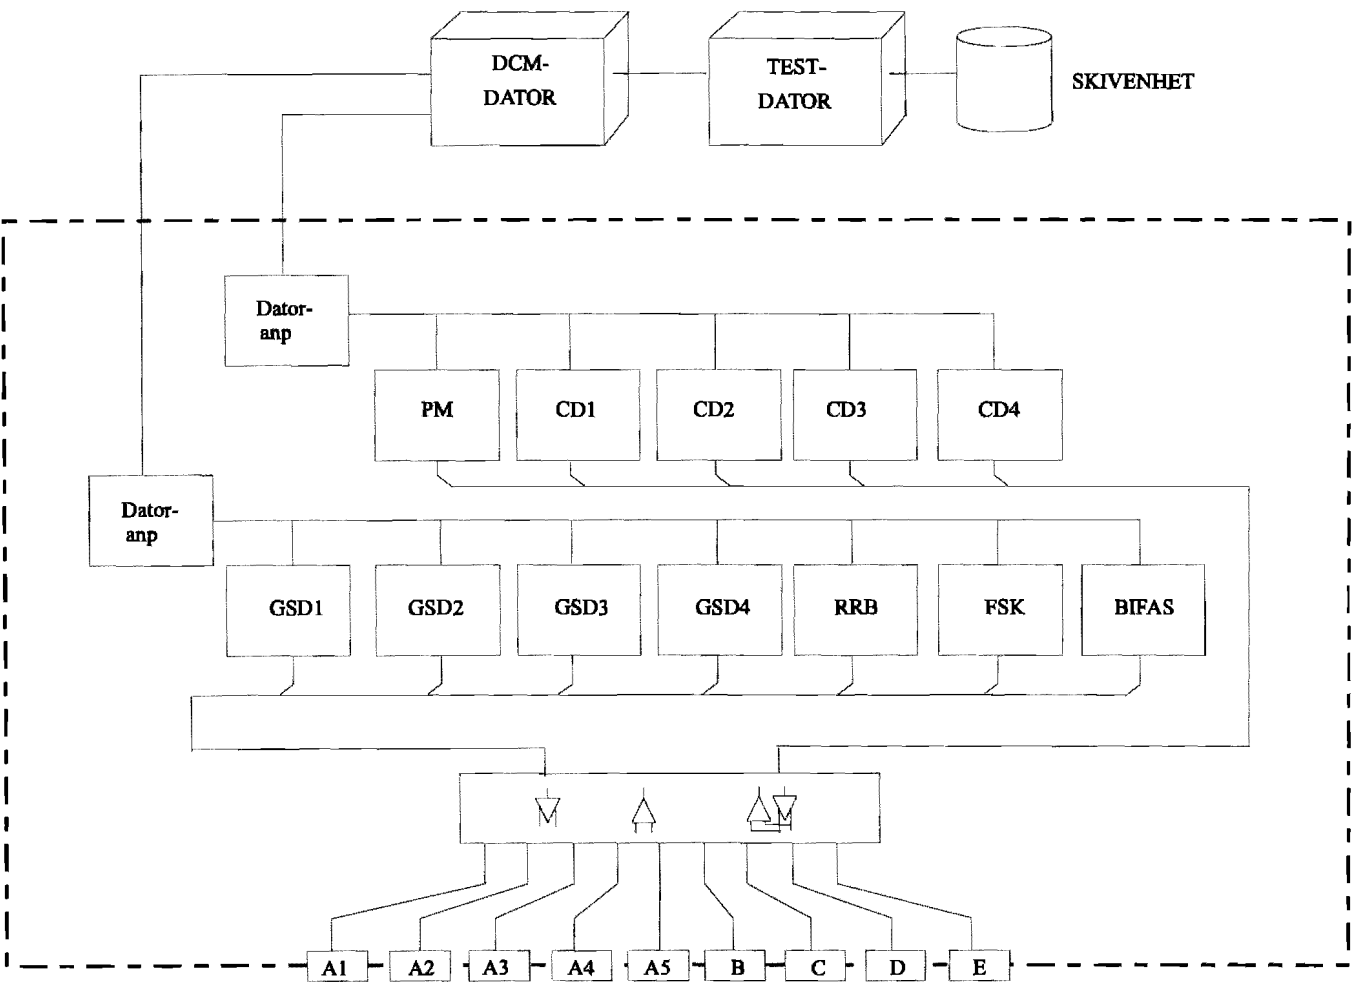 DCM-
DATOR
TEST-
DATOR
SKIVENHET
Dator-
anp
PM
CD1
CD2
CD3
CD4
Dator-
anp
GSD1
GSD2
GSD3
GSD4
RRB
FSK
BIFAS
A1
A2
A3
A4
A5
B
C
D
E